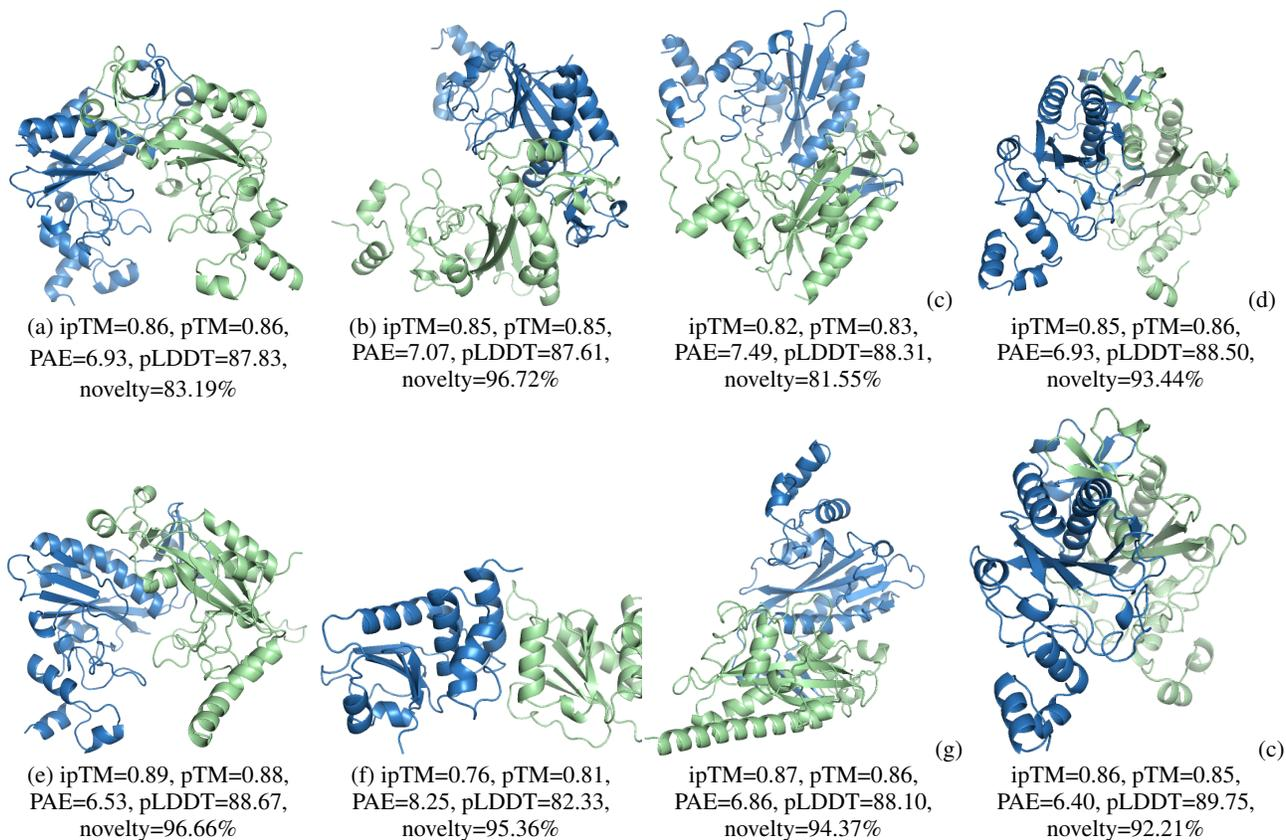 (a) ipTM=0.86, pTM=0.86,
PAE=6.93, pLDDT=87.83,
novelty=83.19%
(b) ipTM=0.85, pTM=0.85,
PAE=7.07, pLDDT=87.61,
novelty=96.72%
(c)
ipTM=0.82, pTM=0.83,
PAE=7.49, pLDDT=88.31,
novelty=81.55%
(d)
ipTM=0.85, pTM=0.86,
PAE=6.93, pLDDT=88.50,
novelty=93.44%
(e) ipTM=0.89, pTM=0.88,
PAE=6.53, pLDDT=88.67,
novelty=96.66%
(f) ipTM=0.76, pTM=0.81,
PAE=8.25, pLDDT=82.33,
novelty=95.36%
(g)
ipTM=0.87, pTM=0.86,
PAE=6.86, pLDDT=88.10,
novelty=94.37%
(c)
ipTM=0.86, pTM=0.85,
PAE=6.40, pLDDT=89.75,
novelty=92.21%